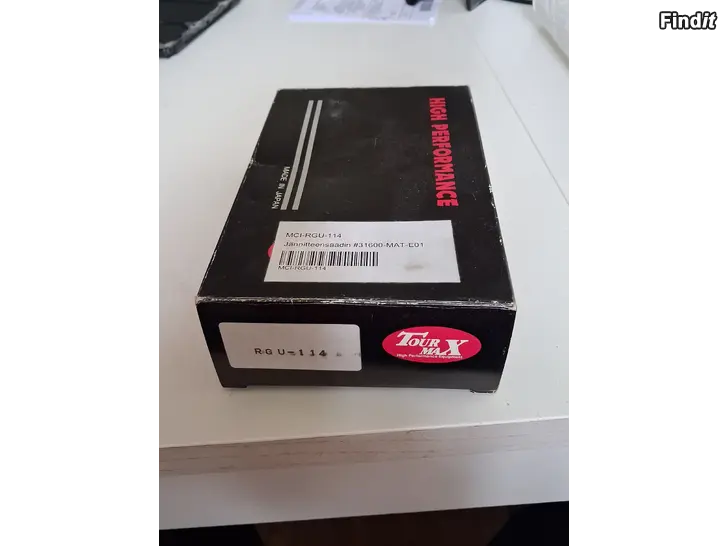 Findit
HIGH PERFORMANCE
MADE IN JAPAN
MCI-RGU-114
Jännitteensäädin #31600-MAT-E01
MCI-RGU-114
RGU-114
TOUR
MAX
High Performance Equipment